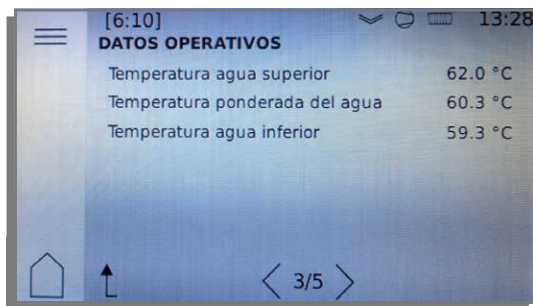 [6:10] 13:28
DATOS OPERATIVOS
Temperatura agua superior 62.0 °C
Temperatura ponderada del agua 60.3 °C
Temperatura agua inferior 59.3 °C
3/5